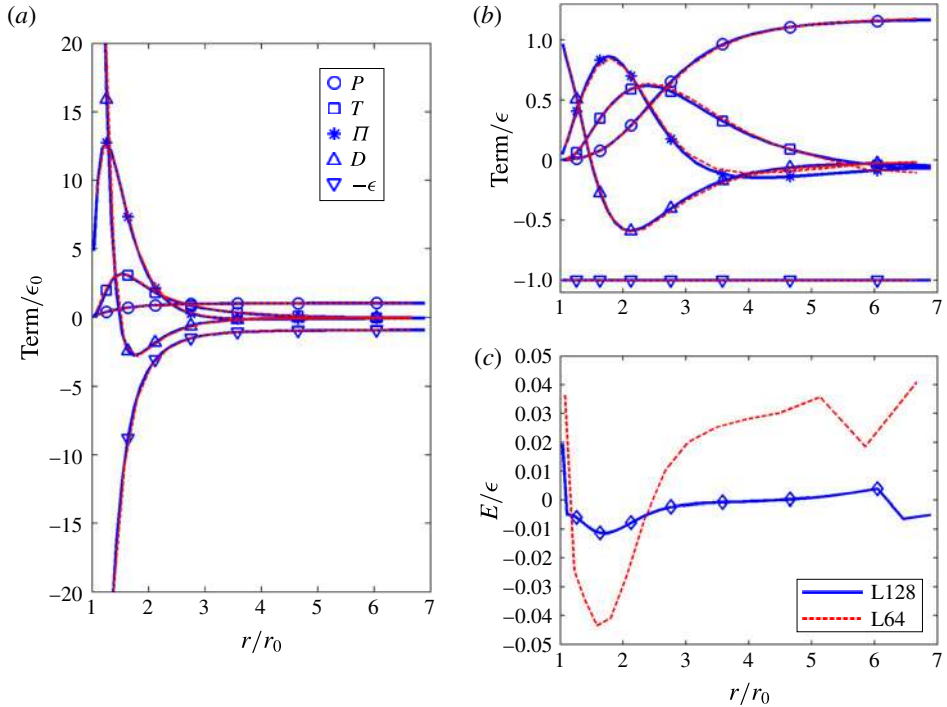 (a)
20
15
10
5
0
−5
−10
−15
−20
Term/ϵ0
P
T
Π
D
−ϵ
1 2 3 4 5 6 7
r/r0
(b)
1.0
0.5
0
−0.5
−1.0
Term/ϵ
1 2 3 4 5 6 7
(c)
0.05
0.04
0.03
0.02
0.01
0
−0.01
−0.02
−0.03
−0.04
0.05
E/ϵ
L128
L64
1 2 3 4 5 6 7
r/r0